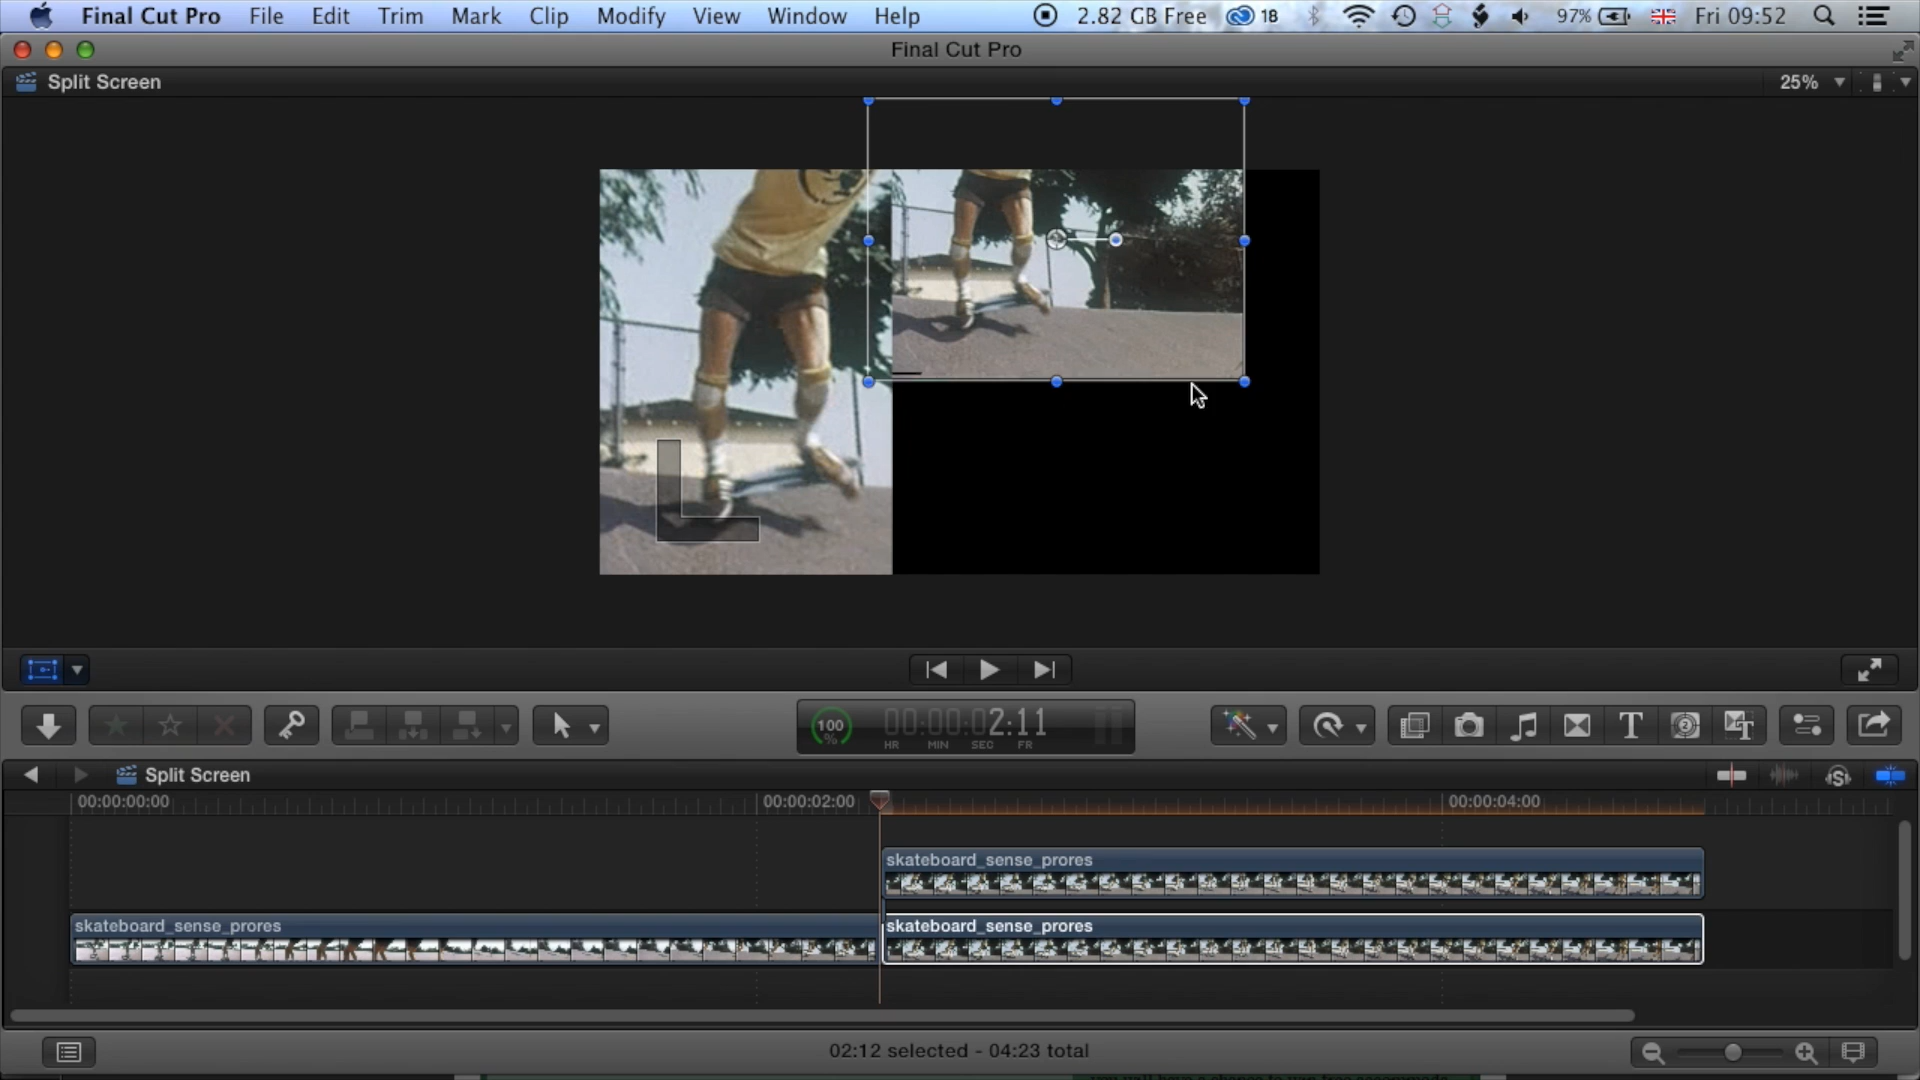 Final Cut Pro File Edit Trim Mark Clip Modify View Window Help 2.82 GB Free 18 97% Fri 09:52
Final Cut Pro
Split Screen 25%
100 % 00:00:02:11
HR MIN SEC FR
Split Screen
00:00:00:00 00:00:02:00 00:00:04:00
skateboard_sense_prores
skateboard_sense_prores skateboard_sense_prores
02:12 selected - 04:23 total